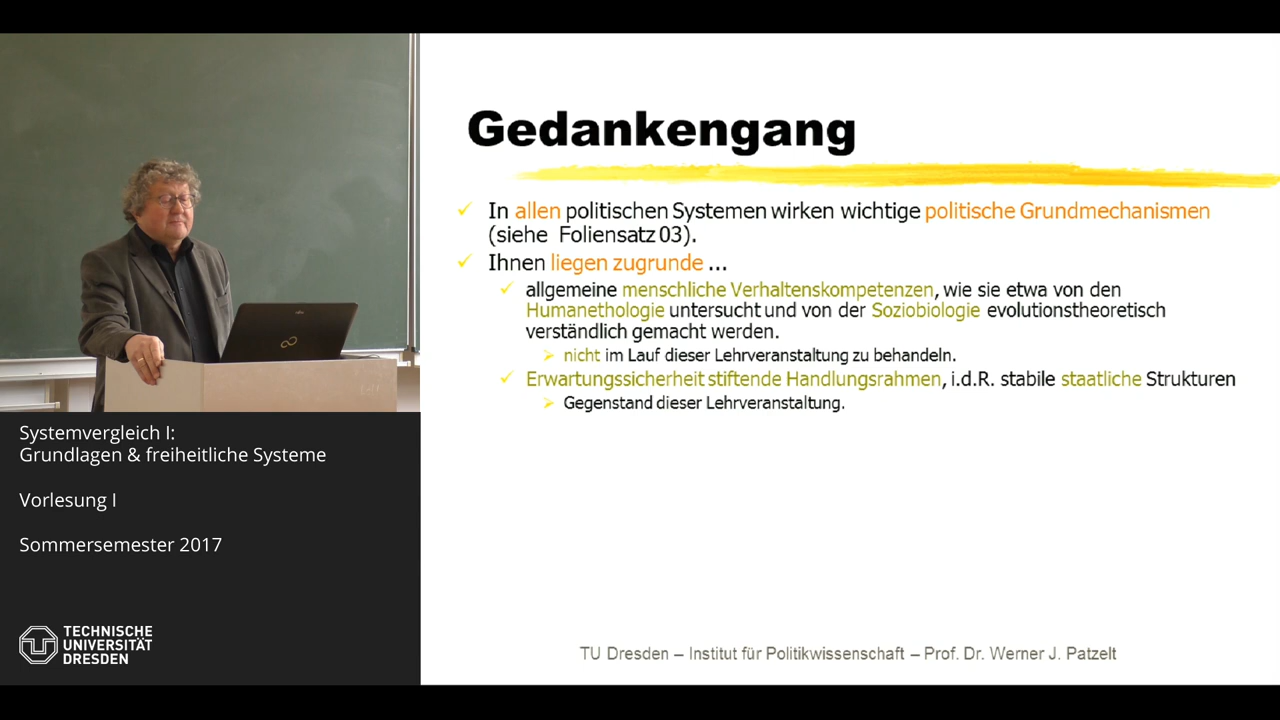 Gedankengang
In allen politischen Systemen wirken wichtige politische Grundmechanismen
(siehe Foliensatz 03).
Ihnen liegen zugrunde ...
allgemeine menschliche Verhaltenskompetenzen, wie sie etwa von den
Humanethologie untersucht und von der Soziobiologie evolutionstheoretisch
verständlich gemacht werden.
nicht im Lauf dieser Lehrveranstaltung zu behandeln.
Erwartungssicherheit stiftende Handlungsrahmen, i.d.R. stabile staatliche Strukturen
Gegenstand dieser Lehrveranstaltung.
TU Dresden – Institut für Politikwissenschaft – Prof. Dr. Werner J. Patzelt
Systemvergleich I:
Grundlagen & freiheitliche Systeme
Vorlesung I
Sommersemester 2017
TECHNISCHE
UNIVERSITÄT
DRESDEN